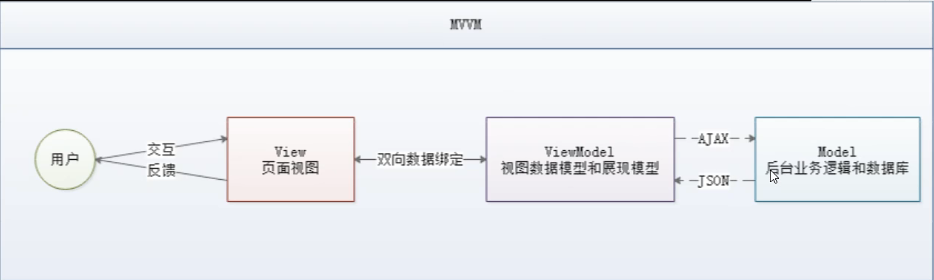 MVVM
用户
交互
反馈
View
页面视图
双向数据绑定
ViewModel
视图数据模型和展现模型
AJAX
JSON
Model
后台业务逻辑和数据库